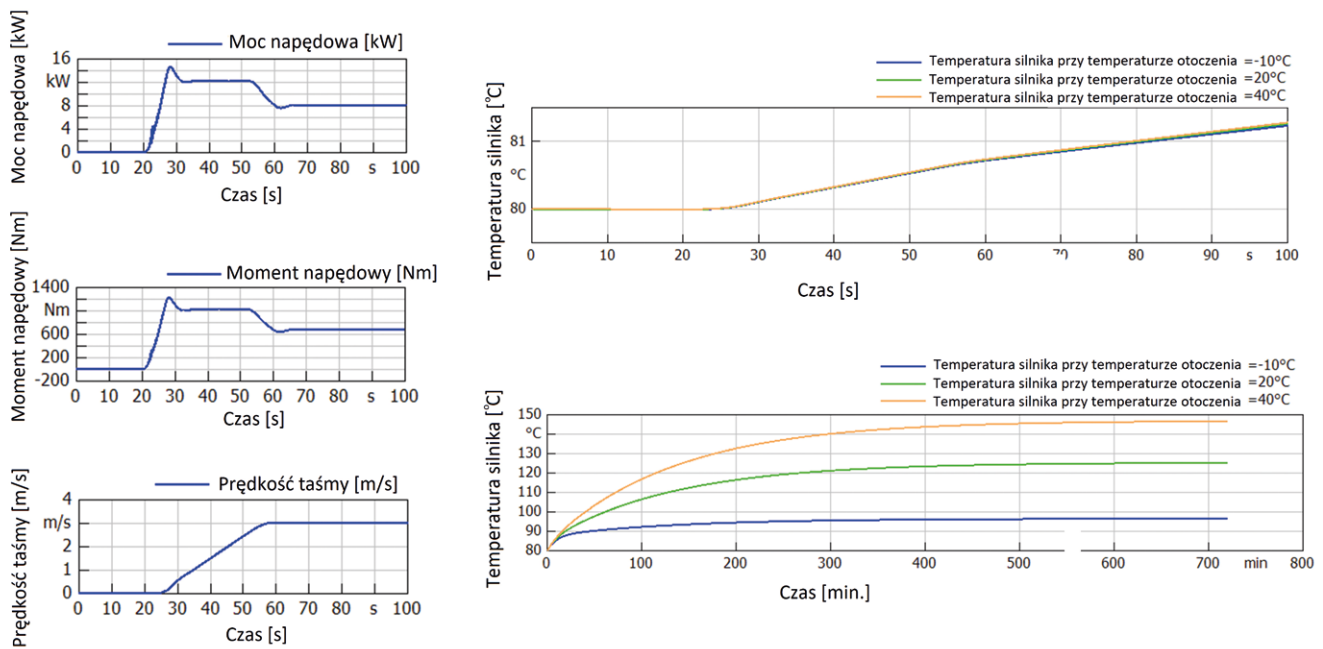 Moc napędowa [kW]
Moc napędowa [kW]
16
kW
8
4
0
0 10 20 30 40 50 60 70 80 s 100
Czas [s]
Moment napędowy [Nm]
Moment napędowy [Nm]
1400
Nm
600
200
-200
0 10 20 30 40 50 60 70 80 s 100
Czas [s]
Prędkość taśmy [m/s]
Prędkość taśmy [m/s]
4
m/s
2
1
0
0 10 20 30 40 50 60 70 80 s 100
Czas [s]
Temperatura silnika przy temperaturze otoczenia =-10°C
Temperatura silnika przy temperaturze otoczenia =20°C
Temperatura silnika przy temperaturze otoczenia =40°C
Temperatura silnika [℃]
81
°C
80
0 10 20 30 40 50 60 70 80 90 s 100
Czas [s]
Temperatura silnika przy temperaturze otoczenia =-10°C
Temperatura silnika przy temperaturze otoczenia =20°C
Temperatura silnika przy temperaturze otoczenia =40°C
Temperatura silnika [℃]
150
°C
130
120
110
100
90
80
0 100 200 300 400 500 600 700 min 800
Czas [min.]